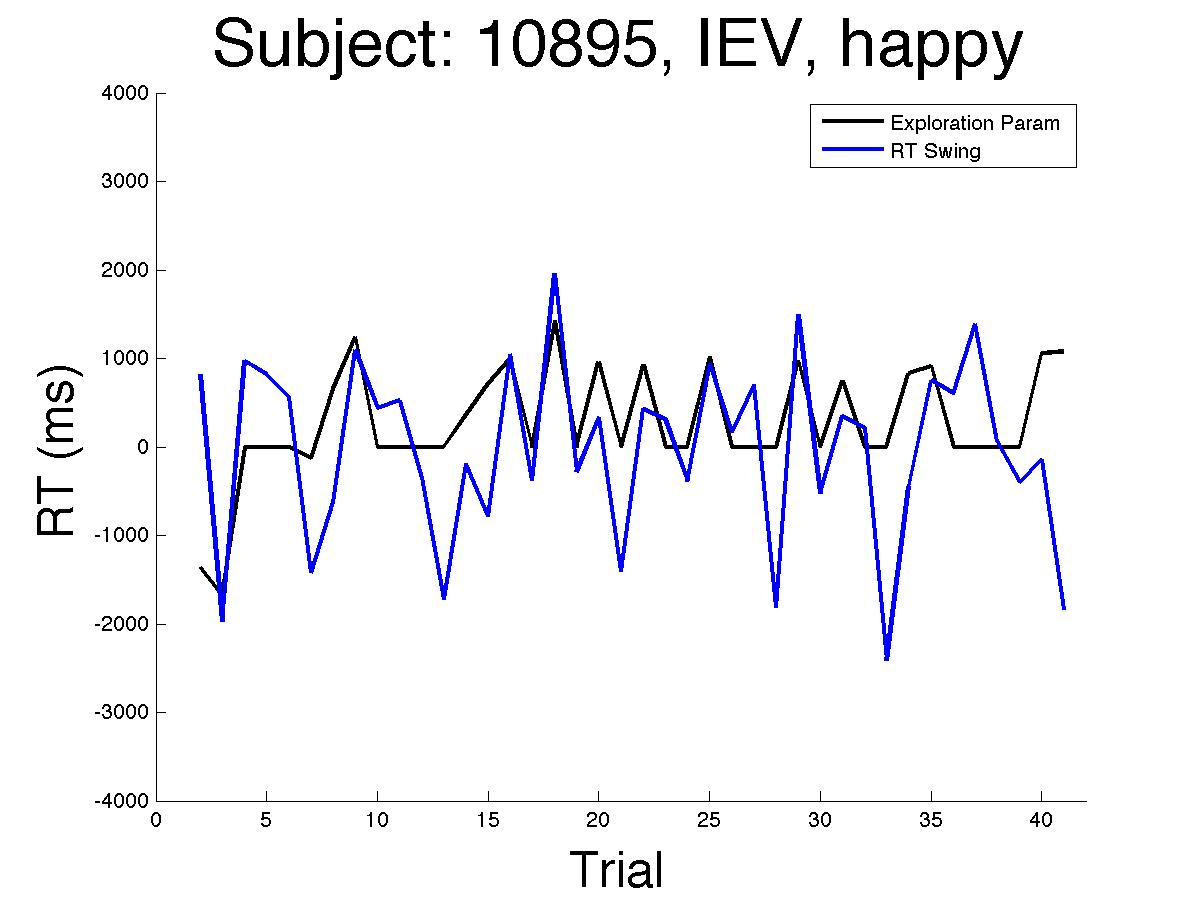 Subject: 10895, IEV, happy
Exploration Param
RT Swing
4000
3000
2000
1000
0
-1000
-2000
-3000
-4000
RT (ms)
0 5 10 15 20 25 30 35 40
Trial